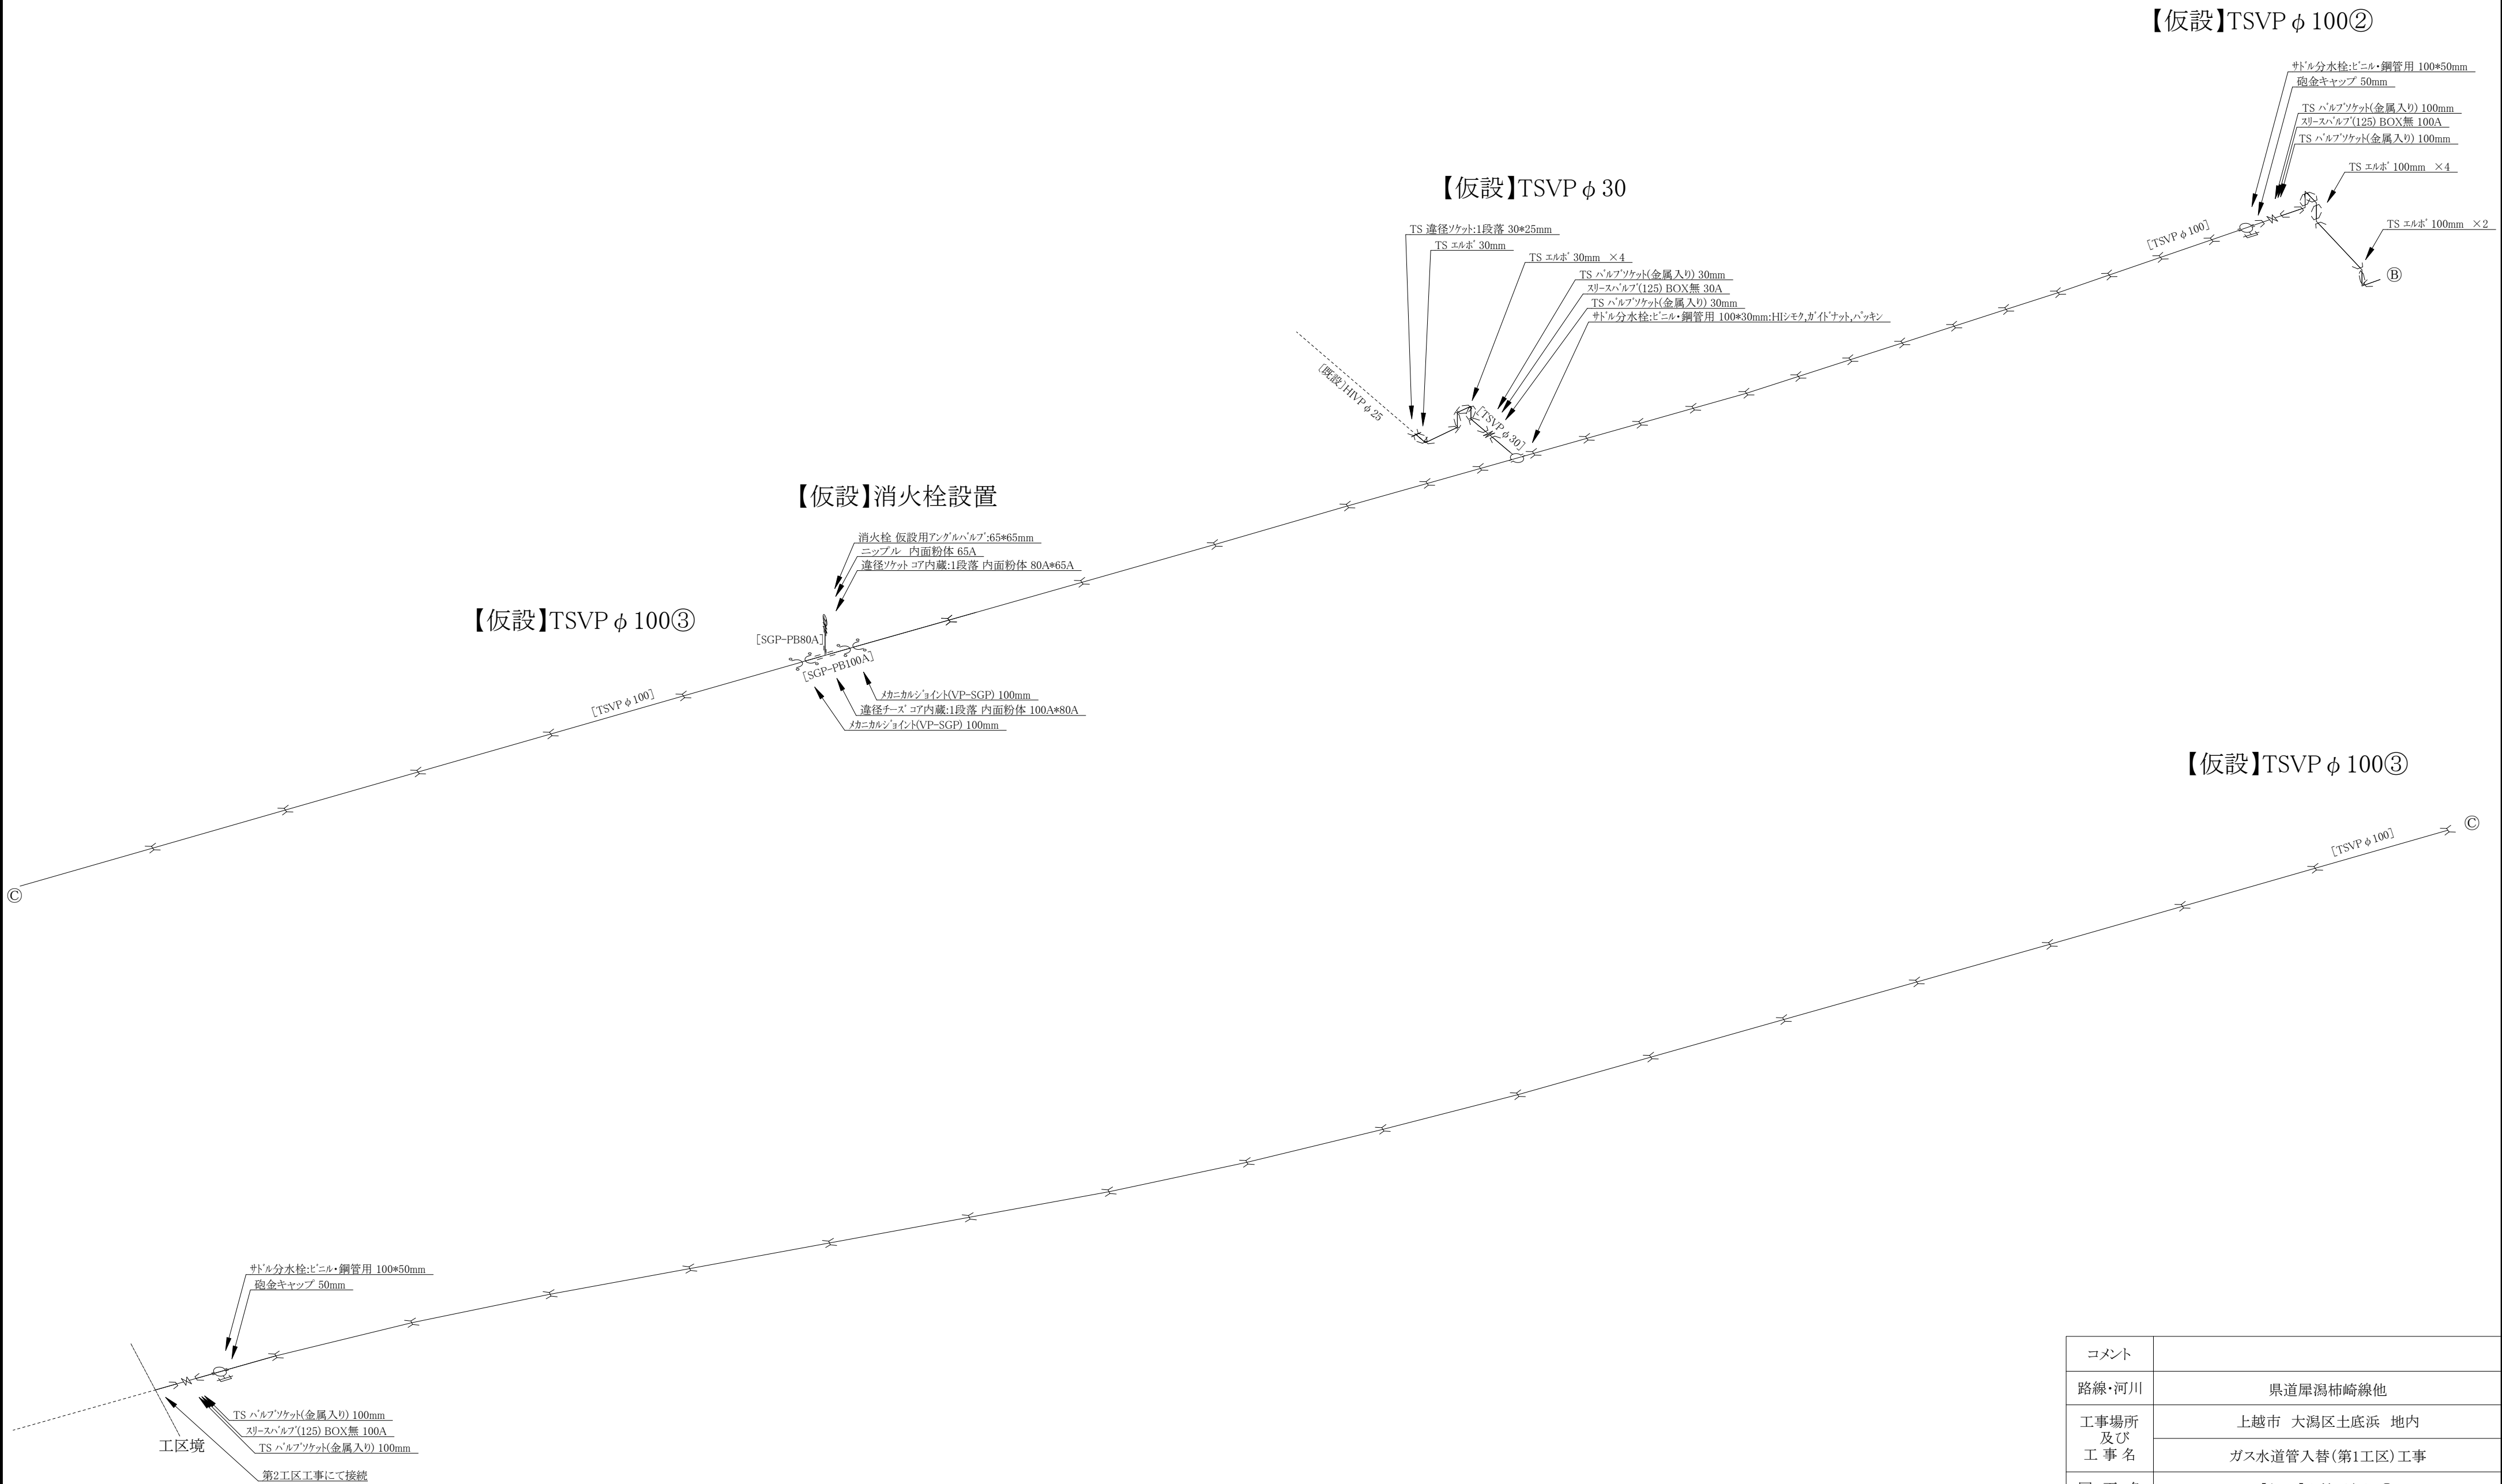 【仮設】TSVPφ100②
サドル分水栓:ビニル・鋼管用 100*50mm
砲金キャップ 50mm
TS バルブソケット(金属入り) 100mm
スリースバルブ(125) BOX無 100A
TS バルブソケット(金属入り) 100mm
TS エルボ 100mm ×4
TS エルボ 100mm ×2
[TSVPφ100]
Ⓑ
【仮設】TSVPφ30
TS 違径ソケット:1段落 30*25mm
TS エルボ 30mm
TS エルボ 30mm ×4
TS バルブソケット(金属入り) 30mm
スリースバルブ(125) BOX無 30A
TS バルブソケット(金属入り) 30mm
サドル分水栓:ビニル・鋼管用 100*30mm:HIシモク,ガイドナット,パッキン
[既設]HIVPφ25
[TSVPφ30]
【仮設】消火栓設置
消火栓 仮設用アングルバルブ:65*65mm
ニップル 内面粉体 65A
違径ソケット コア内蔵:1段落 内面粉体 80A*65A
【仮設】TSVPφ100③
[SGP-PB80A]
[SGP-PB100A]
[TSVPφ100]
メカニカルジョイント(VP-SGP) 100mm
違径チーズ コア内蔵:1段落 内面粉体 100A*80A
メカニカルジョイント(VP-SGP) 100mm
Ⓒ
【仮設】TSVPφ100③
[TSVPφ100]
Ⓒ
サドル分水栓:ビニル・鋼管用 100*50mm
砲金キャップ 50mm
TS バルブソケット(金属入り) 100mm
スリースバルブ(125) BOX無 100A
TS バルブソケット(金属入り) 100mm
工区境
第2工区工事にて接続
コメント
路線・河川 県道犀潟柿崎線他
工事場所
及び
工 事 名
上越市 大潟区土底浜 地内
ガス水道管入替(第1工区)工事